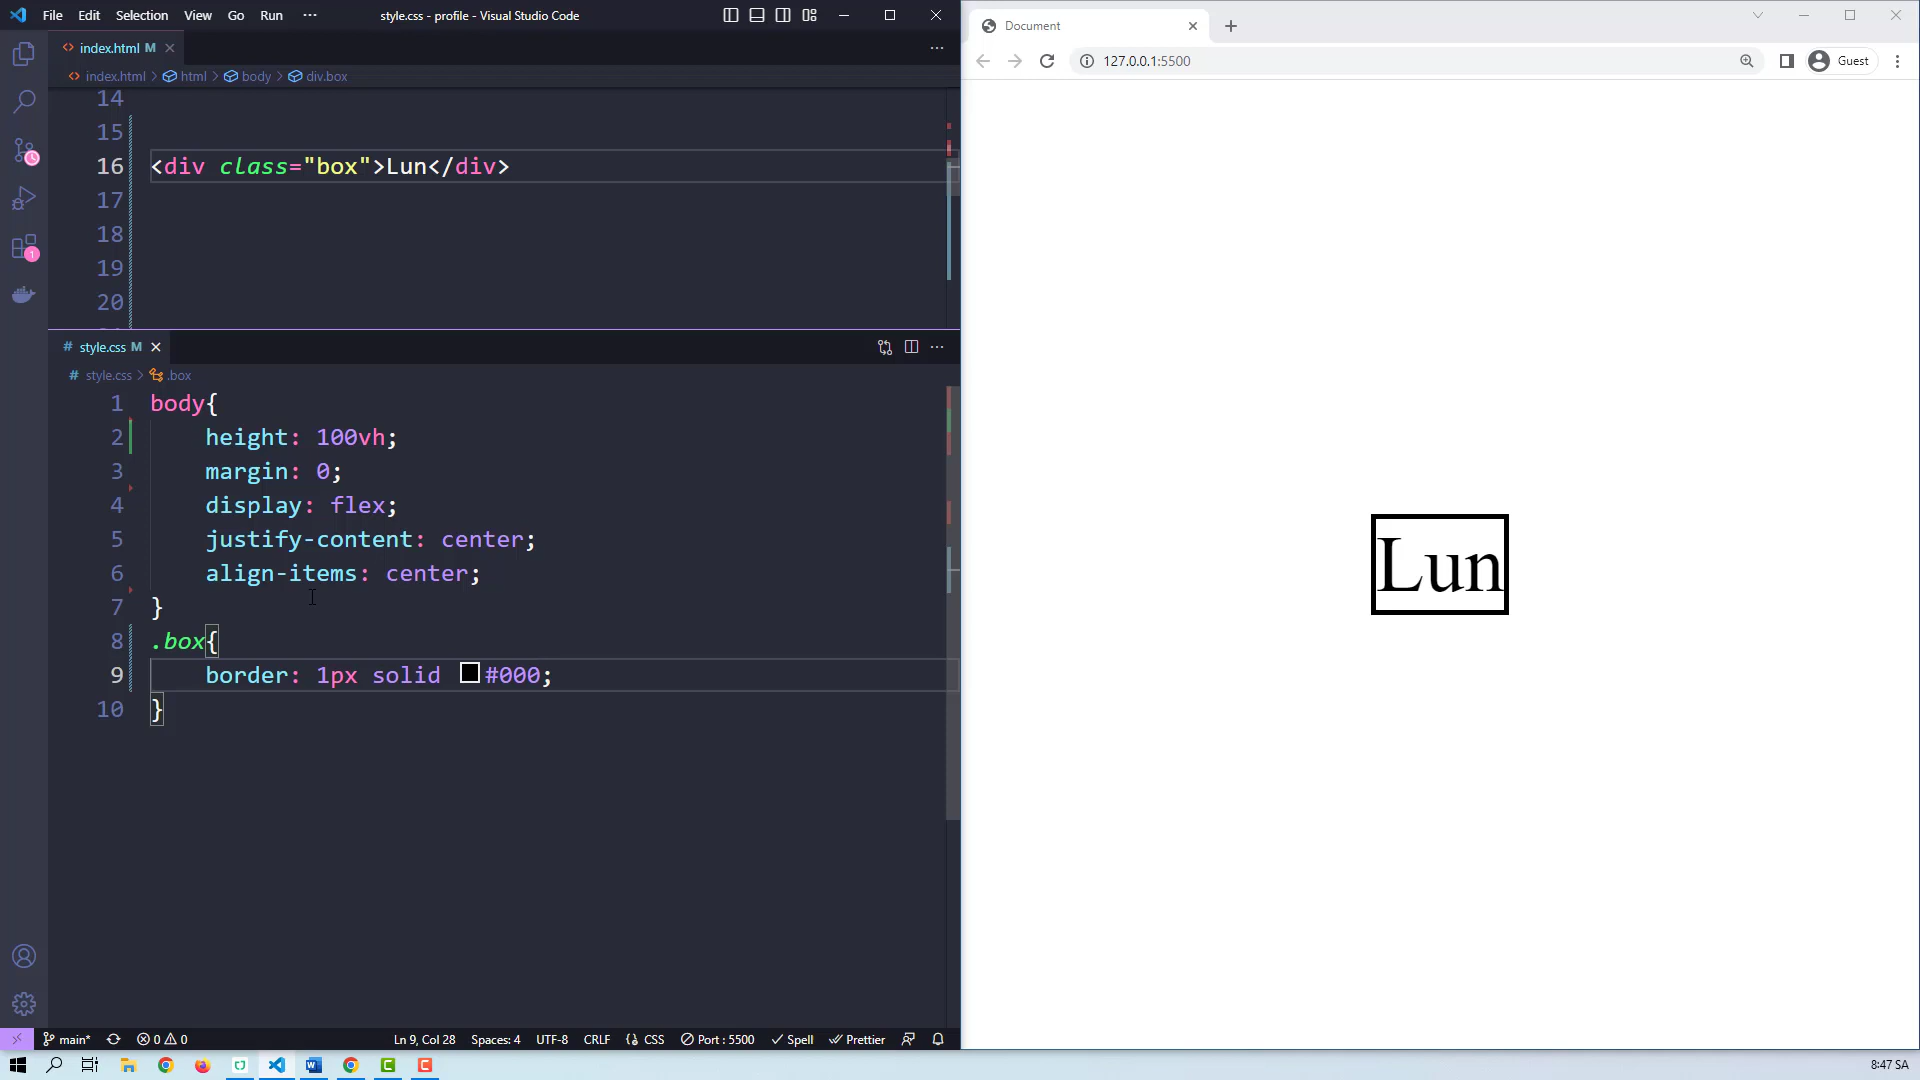 File Edit Selection View Go Run ··· style.css - profile - Visual Studio Code
index.html M
index.html > html > body > div.box
14
15
16 <div class="box">Lun</div>
17
18
19
20
style.css M
# style.css > .box
1 body{
2 height: 100vh;
3 margin: 0;
4 display: flex;
5 justify-content: center;
6 align-items: center;
7 }
8 .box{
9 border: 1px solid #000;
10 }
1
main* 0 0 Ln 9, Col 28 Spaces: 4 UTF-8 CRLF CSS Port : 5500 Spell Prettier
Document
127.0.0.1:5500 Guest
Lun
8:47 SA